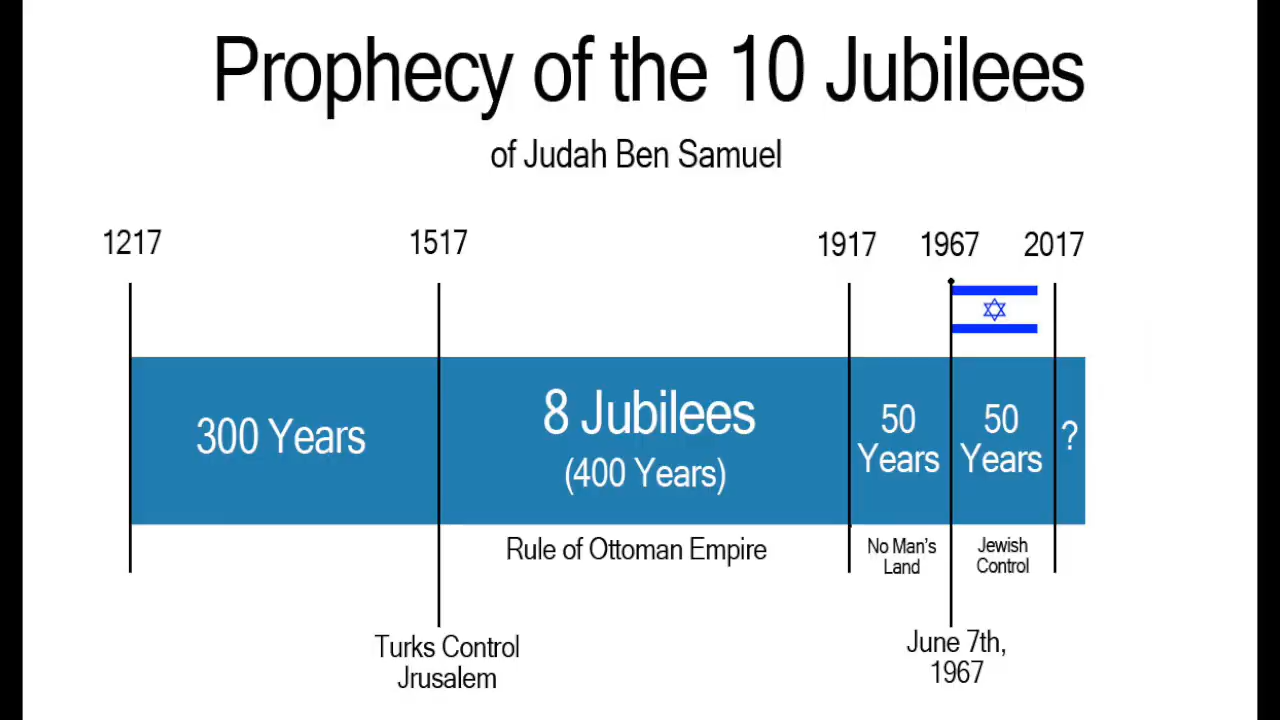 Prophecy of the 10 Jubilees
of Judah Ben Samuel
1217
1517
1917
1967
2017
300 Years
8 Jubilees
(400 Years)
50
Years
50
Years
?
Rule of Ottoman Empire
No Man's
Land
Jewish
Control
Turks Control
Jrusalem
June 7th,
1967